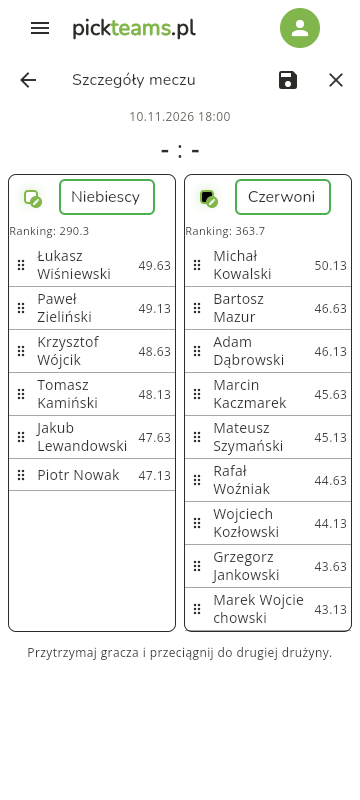 pickteams.pl
Szczegóły meczu
10.11.2026 18:00
- : -
Niebiescy
Ranking: 290.3
Łukasz
Wiśniewski 49.63
Paweł
Zieliński 49.13
Krzysztof
Wójcik 48.63
Tomasz
Kamiński 48.13
Jakub
Lewandowski 47.63
Piotr Nowak 47.13
Czerwoni
Ranking: 363.7
Michał
Kowalski 50.13
Bartosz
Mazur 46.63
Adam
Dąbrowski 46.13
Marcin
Kaczmarek 45.63
Mateusz
Szymański 45.13
Rafał
Woźniak 44.63
Wojciech
Kozłowski 44.13
Grzegorz
Jankowski 43.63
Marek Wojcie
chowski 43.13
Przytrzymaj gracza i przeciągnij do drugiej drużyny.